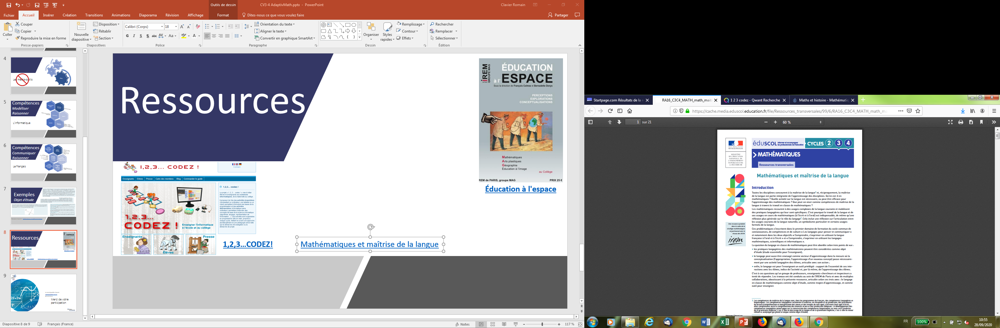 Outils de dessin
CV3-4 AdaptivMath.pptx - PowerPoint
Clavier Romain
Fichier
Accueil
Insérer
Création
Transitions
Animations
Diaporama
Révision
Affichage
Format
Dites-nous ce que vous voulez faire
Partager
Coller
Couper
Copier
Reproduire la mise en forme
Presse-papiers
Nouvelle
diapositive
Disposition
Rétablir
Section
Diapositives
Calibri (Corps)
18
G I S S abc AV Aa
Police
Orientation du texte
Aligner le texte
Convertir en graphique SmartArt
Paragraphe
Organiser
Styles
rapides
Remplissage
Contour
Effets
Dessin
Rechercher
Remplacer
Sélectionner
Édition
4
Les maths-outils
5
Compétences
Modéliser
Raisonner
L'informatique
6
Compétences
Communiquer
Raisonner
Le français
7
Exemples
Objet d'étude
8
Ressources
ESPACE
9
2ℓ+2w
Merci de votre
participation
Ressources
IREM
GROUPE MAG
ÉDUCATION
à l'ESPACE
Sous la direction de François Colmez et Bernadette Denys
PERCEPTIONS
EXPLORATIONS
CONCEPTUALISATIONS
Mathématiques
Arts plastiques
Géographie
Éducation à l'image
au Collège
IREM de PARIS, groupe MAG
PRIX 25 €
Éducation à l'espace
1,2,3... CODEZ !
Contact
Enseignants
Elèves
Presse
Carte des membres
Blog
Commander le guide
1,2,3... codez !
Le projet « 1, 2, 3... codez ! » vise à initier
élèves et enseignants aux sciences
informatiques, de la maternelle au collège.
Il propose à la fois des activités branchées
(nécessitant un ordinateur, une tablette ou un
robot) permettant d'introduire les bases de la
programmation et des activités
débranchées (informatique sans
ordinateur) permettant d'aborder des
concepts de base de la science informatique
(algorithme, langage, représentation de
l'information...). Ces activités sont organisées
en progressions clés en main, propres à
chaque cycle, mettant en avant une approche
pluridisciplinaire et une pédagogie active telle
que la démarche d'investigation ou la
démarche de projet.
1,2,3...
CODEZ !
Enseigner l'informatique
à l'école et au collège
Enseignants
Élèves
Presse
1,2,3...CODEZ!
Mathématiques et maîtrise de la langue
Diapositive 8 de 9
Français (France)
Notes
117 %
Startpage.com Résultats de la r
RA16_C3C4_MATH_math_mait
1 2 3 codez - Qwant Recherche
Maths et histoire - Mathématiq
https://cache.media.eduscol.education.fr/file/Ressources_transversales/99/6/RA16_C3C4_MATH_math_ma
1 sur 21
60 %
MINISTÈRE
DE L'ÉDUCATION
NATIONALE, DE
L'ENSEIGNEMENT
SUPÉRIEUR ET DE
LA RECHERCHE
éduSCOL
Informer et accompagner
les professionnels de l'éducation
CYCLES 2 3 4
MATHÉMATIQUES
Ressources transversales
Mathématiques et maîtrise de la langue
Introduction
Toutes les disciplines concourent à la maîtrise de la langue¹ et, réciproquement, la maîtrise
de la langue est partie intégrante de l'apprentissage des disciplines. Qu'en est-il en
mathématiques ? Quelle activité sur la langue est nécessaire, ou peut être efficace pour
l'apprentissage des mathématiques ? Que peut-on viser comme compétences de maîtrise de la
langue à travers le travail en classe de mathématiques ?
Les mathématiques recourent à des usages complexes de la langue courante et mobilisent
des pratiques langagières qui leur sont spécifiques. C'est pourquoi le travail de la langue et de
ses usages en cours de mathématiques (à l'écrit et à l'oral) est indispensable, de même qu'une
réflexion plus générale sur le rôle du langage². Cela inclut une réflexion sur l'articulation entre
les usages courants de la langue naturelle, un symbolisme particulier et certains usages
formels de la langue.
Ces problématiques s'inscrivent dans le premier domaine de formation du socle commun de
connaissances, de compétences et de culture « Les langages pour penser et communiquer »
et notamment dans les deux objectifs « Comprendre, s'exprimer en utilisant la langue
française à l'oral et à l'écrit » et « Comprendre, s'exprimer en utilisant les langages
mathématiques, scientifiques et informatiques ».
La question du langage en classe de mathématiques peut être abordée selon trois points de vue :
• les pratiques langagières des mathématiciens peuvent être considérées comme objet
d'étude (étude essentielle pour l'enseignant);
• le langage peut aussi être envisagé comme vecteur d'apprentissage dans la mesure où la
conceptualisation (l'appropriation, l'apprentissage d'un nouveau concept) passe nécessaire-
ment par une activité langagière des élèves, articulée avec son action ;
• enfin, le langage est pour l'enseignant un outil privilégié : support de l'essentiel de ses inte-
ractions avec les élèves, indice de l'activité et, par là même, de l'apprentissage des élèves.
C'est à ces questions qu'un groupe de professeurs, enseignants-chercheurs et inspecteurs a
tenté de répondre. Les travaux ont été conduits au sein de l'IREM de Paris et avec de multiples
collaborations, aboutissant à la présente ressource, articulée selon ces trois axes : le langage
en classe de mathématiques comme objet d'étude, comme moyen d'apprentissage, et comme
outil pour enseigner.
Une ressource produite
dans le cadre de la
stratégie mathématiques
en partenariat avec le
réseau des IREM
irem
FR
100%
10:55
28/09/2020